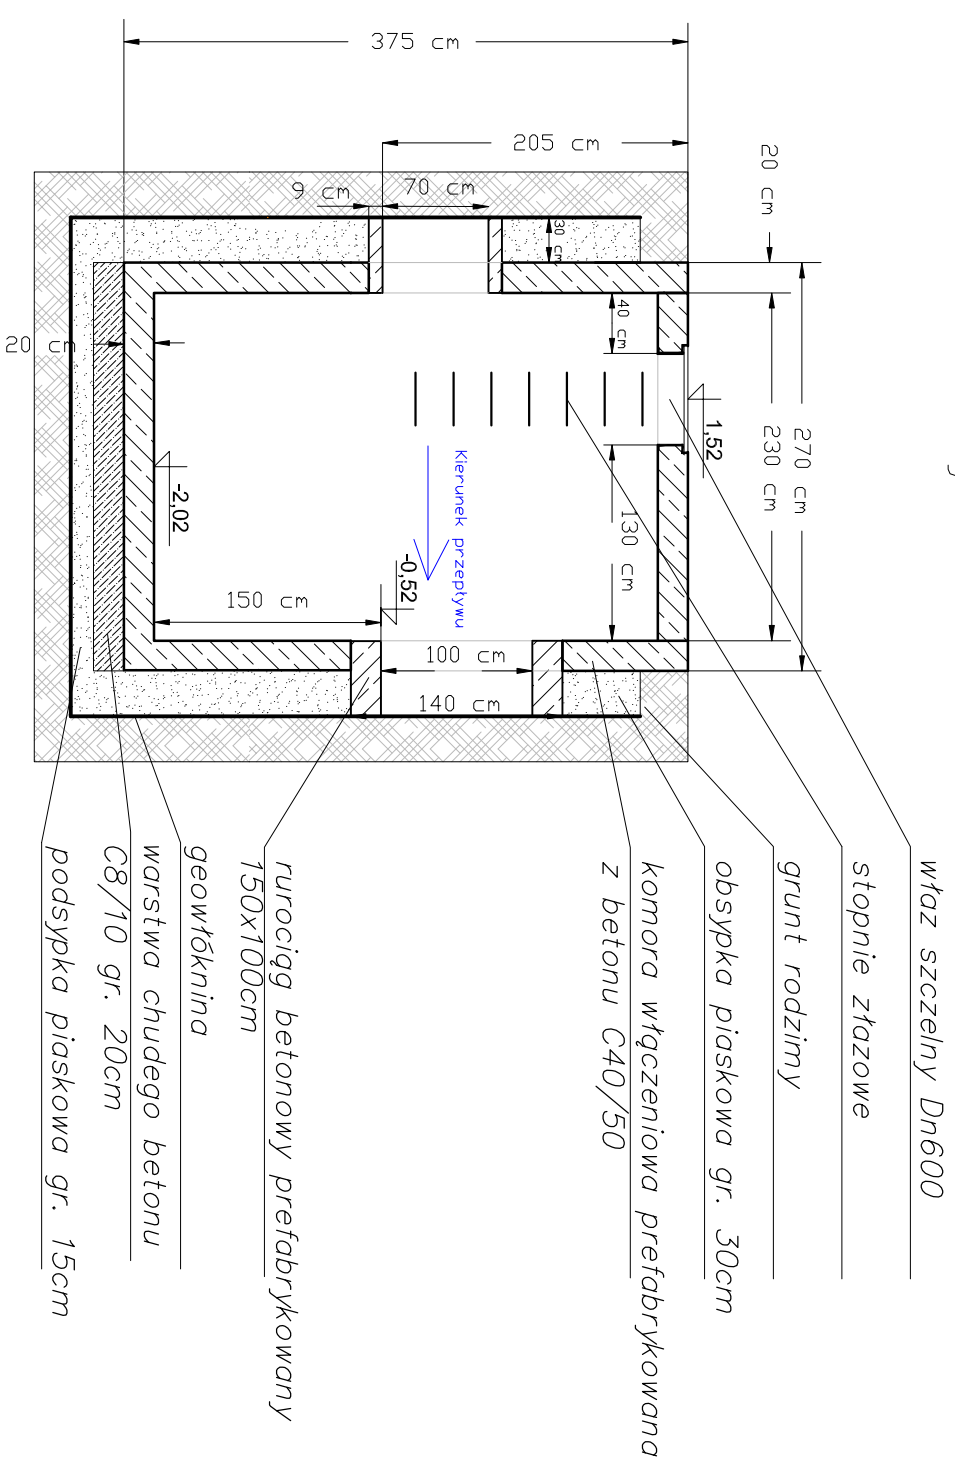 375 cm
205 cm
20 cm
9 cm
70 cm
30 cm
40 cm
20 cm
1,52
270 cm
230 cm
130 cm
Kierunek przepływu
-2,02
-0,52
150 cm
100 cm
140 cm
właz szczelny Dn600
stopnie złazowe
grunt rodzimy
obsypka piaskowa gr. 30cm
komora włączeniowa prefabrykowana
z betonu C40/50
rurociąg betonowy prefabrykowany
150x100cm
geowłóknina
warstwa chudego betonu
C8/10 gr. 20cm
podsypka piaskowa gr. 15cm